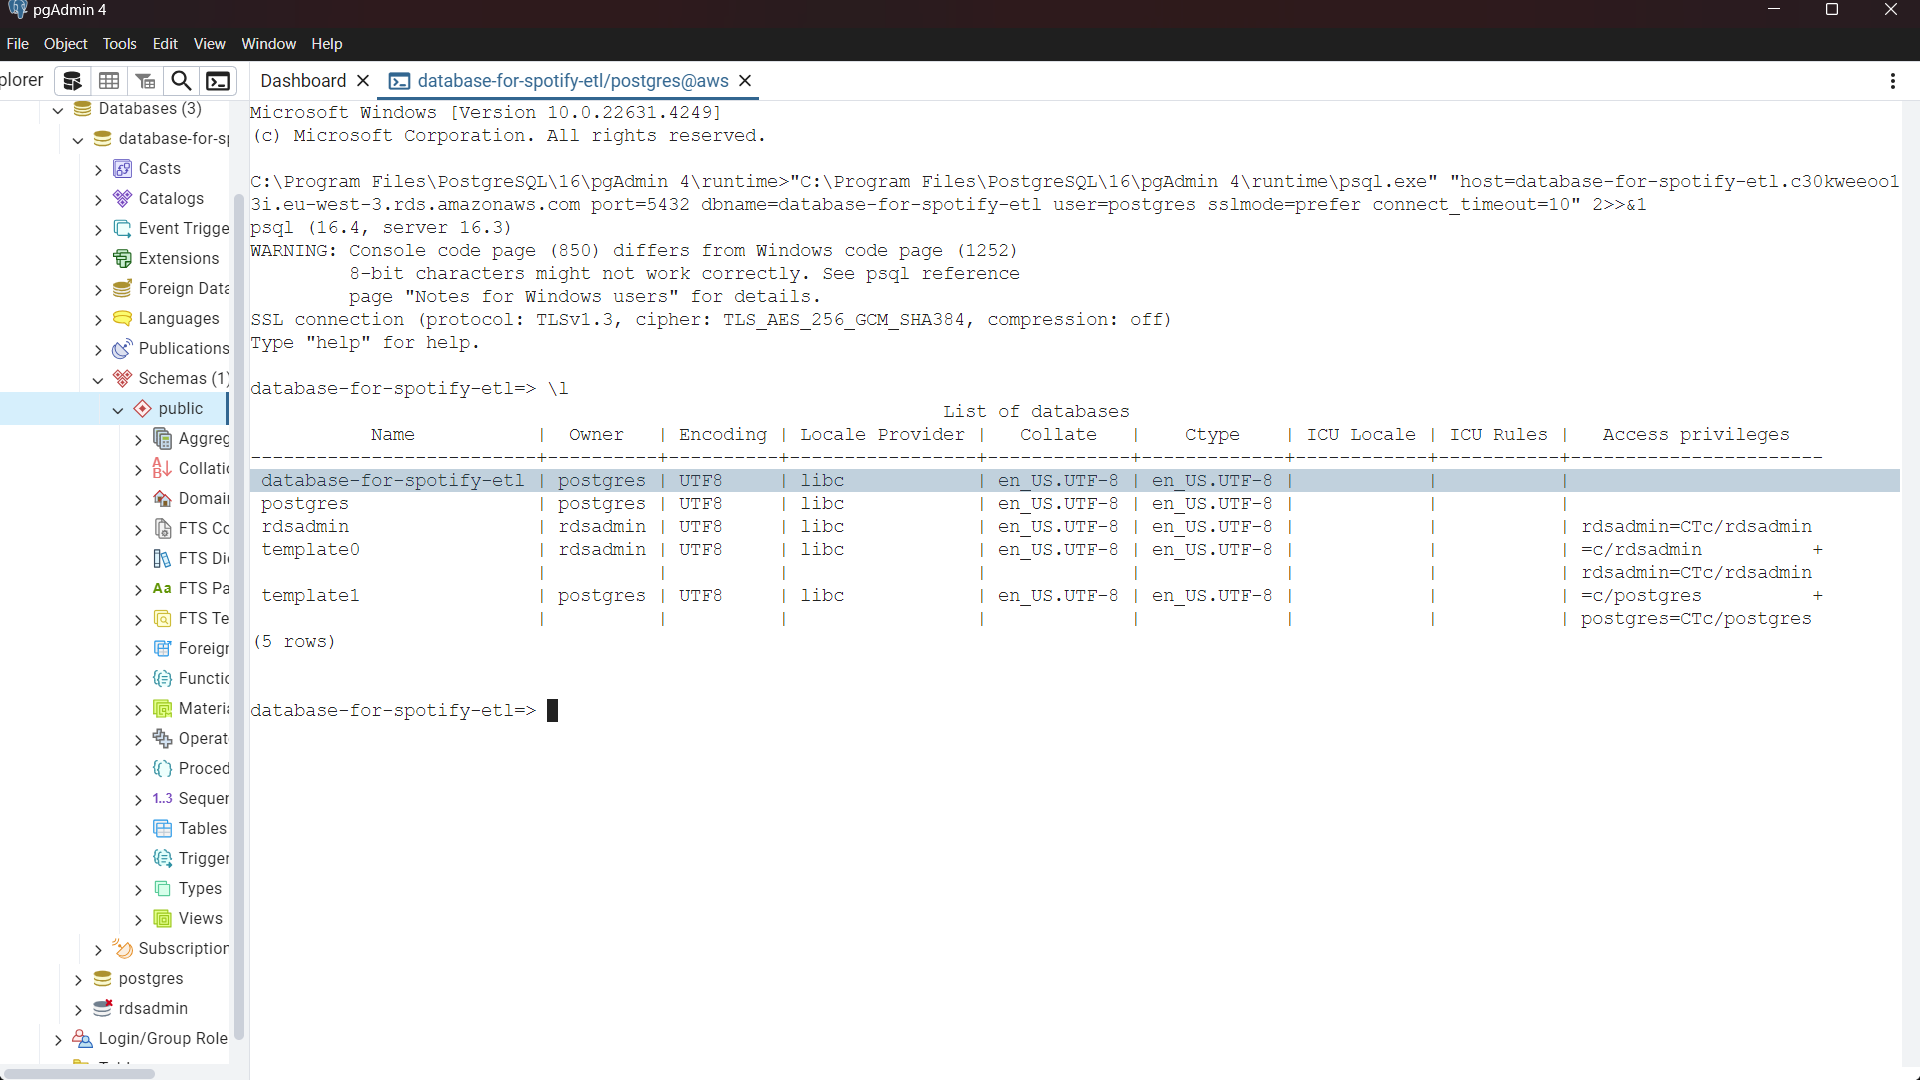 pgAdmin 4
File Object Tools Edit View Window Help
plorer
Dashboard
database-for-spotify-etl/postgres@aws
Databases (3)
database-for-sp
Casts
Catalogs
Event Trigge
Extensions
Foreign Data
Languages
Publications
Schemas (1)
public
Aggreg
Collatio
Domai
FTS Co
FTS Di
Aa FTS Pa
FTS Te
Foreign
Functio
Materia
Operat
Proced
1..3 Sequen
Tables
Trigger
Types
Views
Subscription
postgres
rdsadmin
Login/Group Role
Microsoft Windows [Version 10.0.22631.4249]
(c) Microsoft Corporation. All rights reserved.
C:\Program Files\PostgreSQL\16\pgAdmin 4\runtime>"C:\Program Files\PostgreSQL\16\pgAdmin 4\runtime\psql.exe" "host=database-for-spotify-etl.c30kweeoo1
3i.eu-west-3.rds.amazonaws.com port=5432 dbname=database-for-spotify-etl user=postgres sslmode=prefer connect_timeout=10" 2>>&1
psql (16.4, server 16.3)
WARNING: Console code page (850) differs from Windows code page (1252)
8-bit characters might not work correctly. See psql reference
page "Notes for Windows users" for details.
SSL connection (protocol: TLSv1.3, cipher: TLS_AES_256_GCM_SHA384, compression: off)
Type "help" for help.
database-for-spotify-etl=> \l
List of databases
Name | Owner | Encoding | Locale Provider | Collate | Ctype | ICU Locale | ICU Rules | Access privileges
--------------------------+----------+-----------+-----------------+-------------+-------------+------------+-----------+-----------------------
database-for-spotify-etl | postgres | UTF8 | libc | en_US.UTF-8 | en_US.UTF-8 | | |
postgres | postgres | UTF8 | libc | en_US.UTF-8 | en_US.UTF-8 | | |
rdsadmin | rdsadmin | UTF8 | libc | en_US.UTF-8 | en_US.UTF-8 | | | rdsadmin=CTc/rdsadmin
template0 | rdsadmin | UTF8 | libc | en_US.UTF-8 | en_US.UTF-8 | | | =c/rdsadmin +
| | | | | | | | rdsadmin=CTc/rdsadmin
template1 | postgres | UTF8 | libc | en_US.UTF-8 | en_US.UTF-8 | | | =c/postgres +
| | | | | | | | postgres=CTc/postgres
(5 rows)
database-for-spotify-etl=>